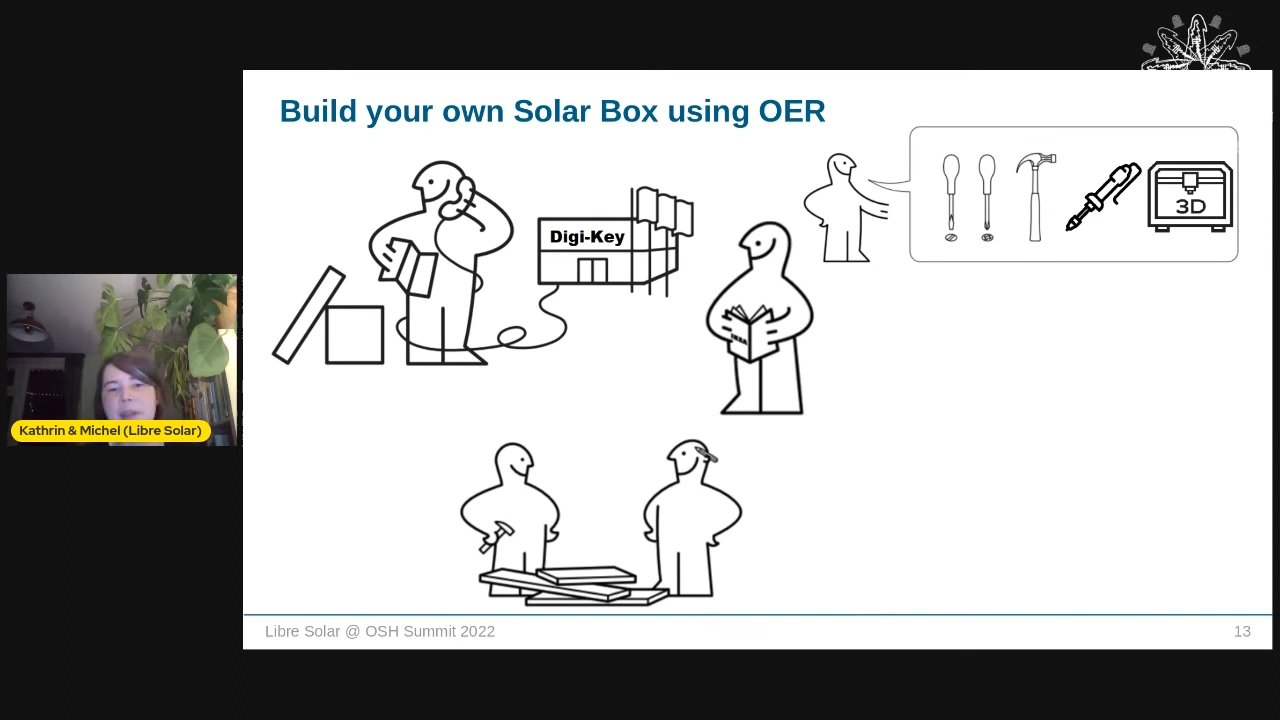 Build your own Solar Box using OER
Digi-Key
3D
IKEA
Kathrin & Michel (Libre Solar)
Libre Solar @ OSH Summit 2022
13